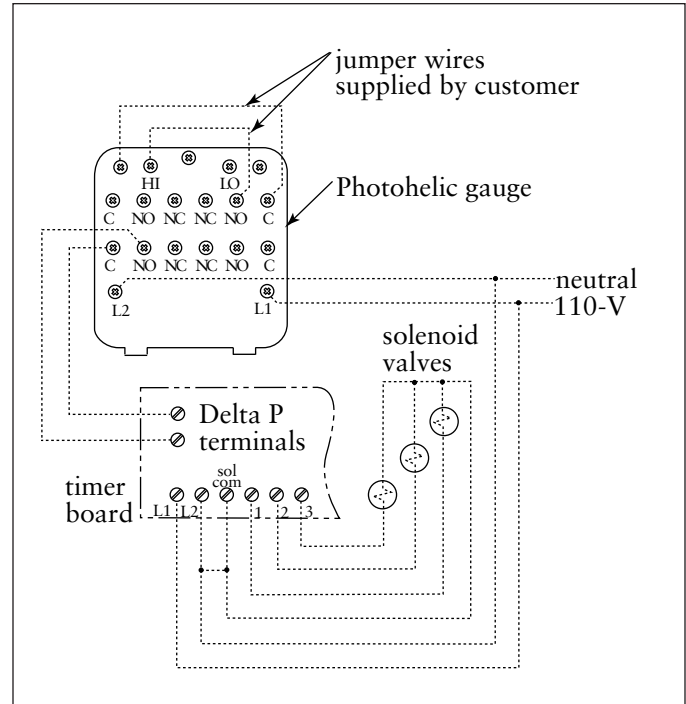 jumper wires
supplied by customer
HI LO
C NO NC NC NO C
Photohelic gauge
C NO NC NC NO C
L2 L1
neutral
110-V
solenoid
valves
Delta P
terminals
sol
com
timer
board
L1 L2 1 2 3